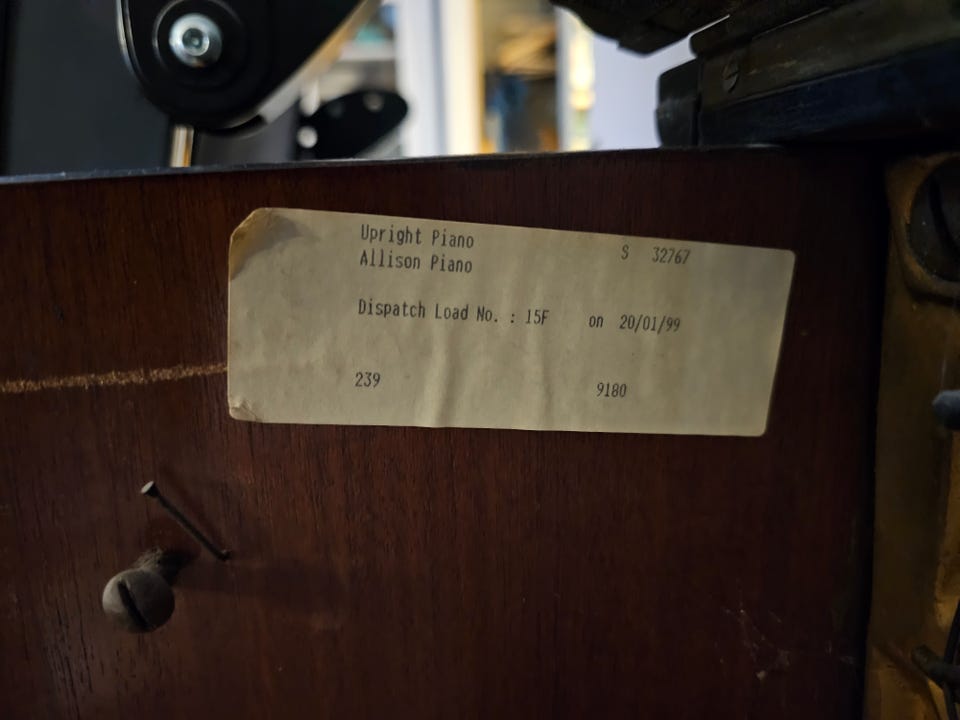 Upright Piano S 32767
Allison Piano
Dispatch Load No. : 15F on 20/01/99
239 9180